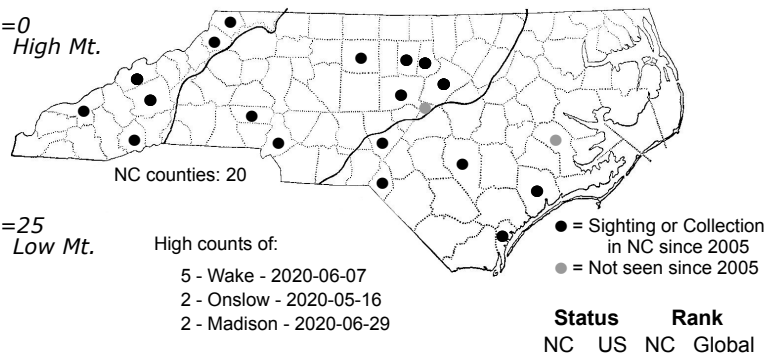 =0
High Mt.
NC counties: 20
=25
Low Mt.
High counts of:
5 - Wake - 2020-06-07
2 - Onslow - 2020-05-16
2 - Madison - 2020-06-29
= Sighting or Collection
in NC since 2005
= Not seen since 2005
Status Rank
NC US NC Global